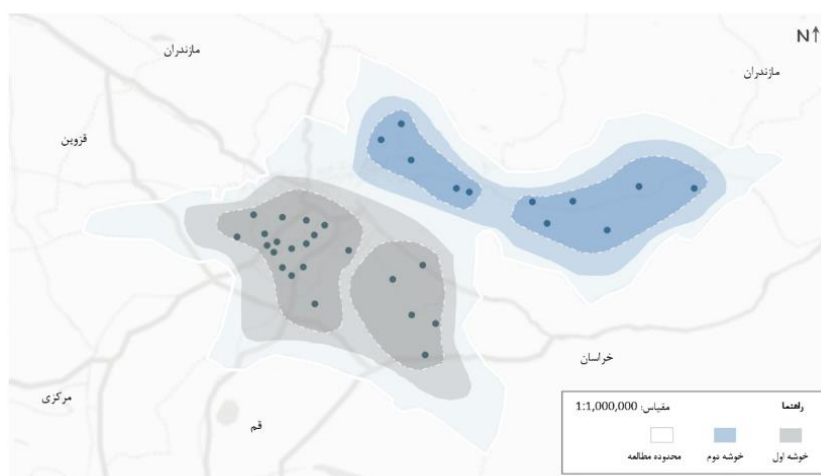 مازندران
N↑
مازندران
قزوین
خراسان
مرکزی
قم
راهنما
مقیاس: 1:1,000,000
خوشه اول
خوشه دوم
محدوده مطالعه